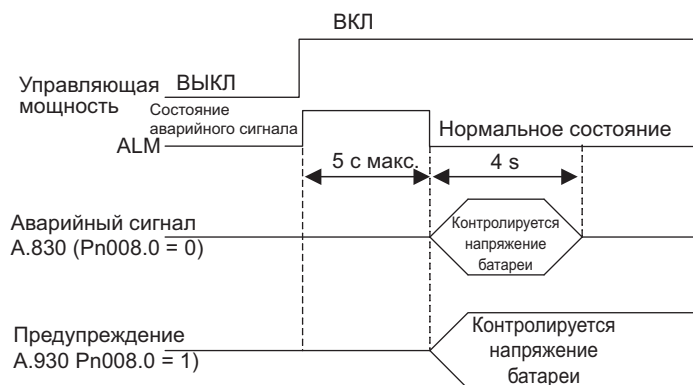 ВКЛ
Управляющая
мощность
ВЫКЛ
Состояние
аварийного сигнала
ALM
Нормальное состояние
5 с макс.
4 s
Аварийный сигнал
A.830 (Pn008.0 = 0)
Контролируется
напряжение
батареи
Предупреждение
A.930 Pn008.0 = 1)
Контролируется
напряжение
батареи